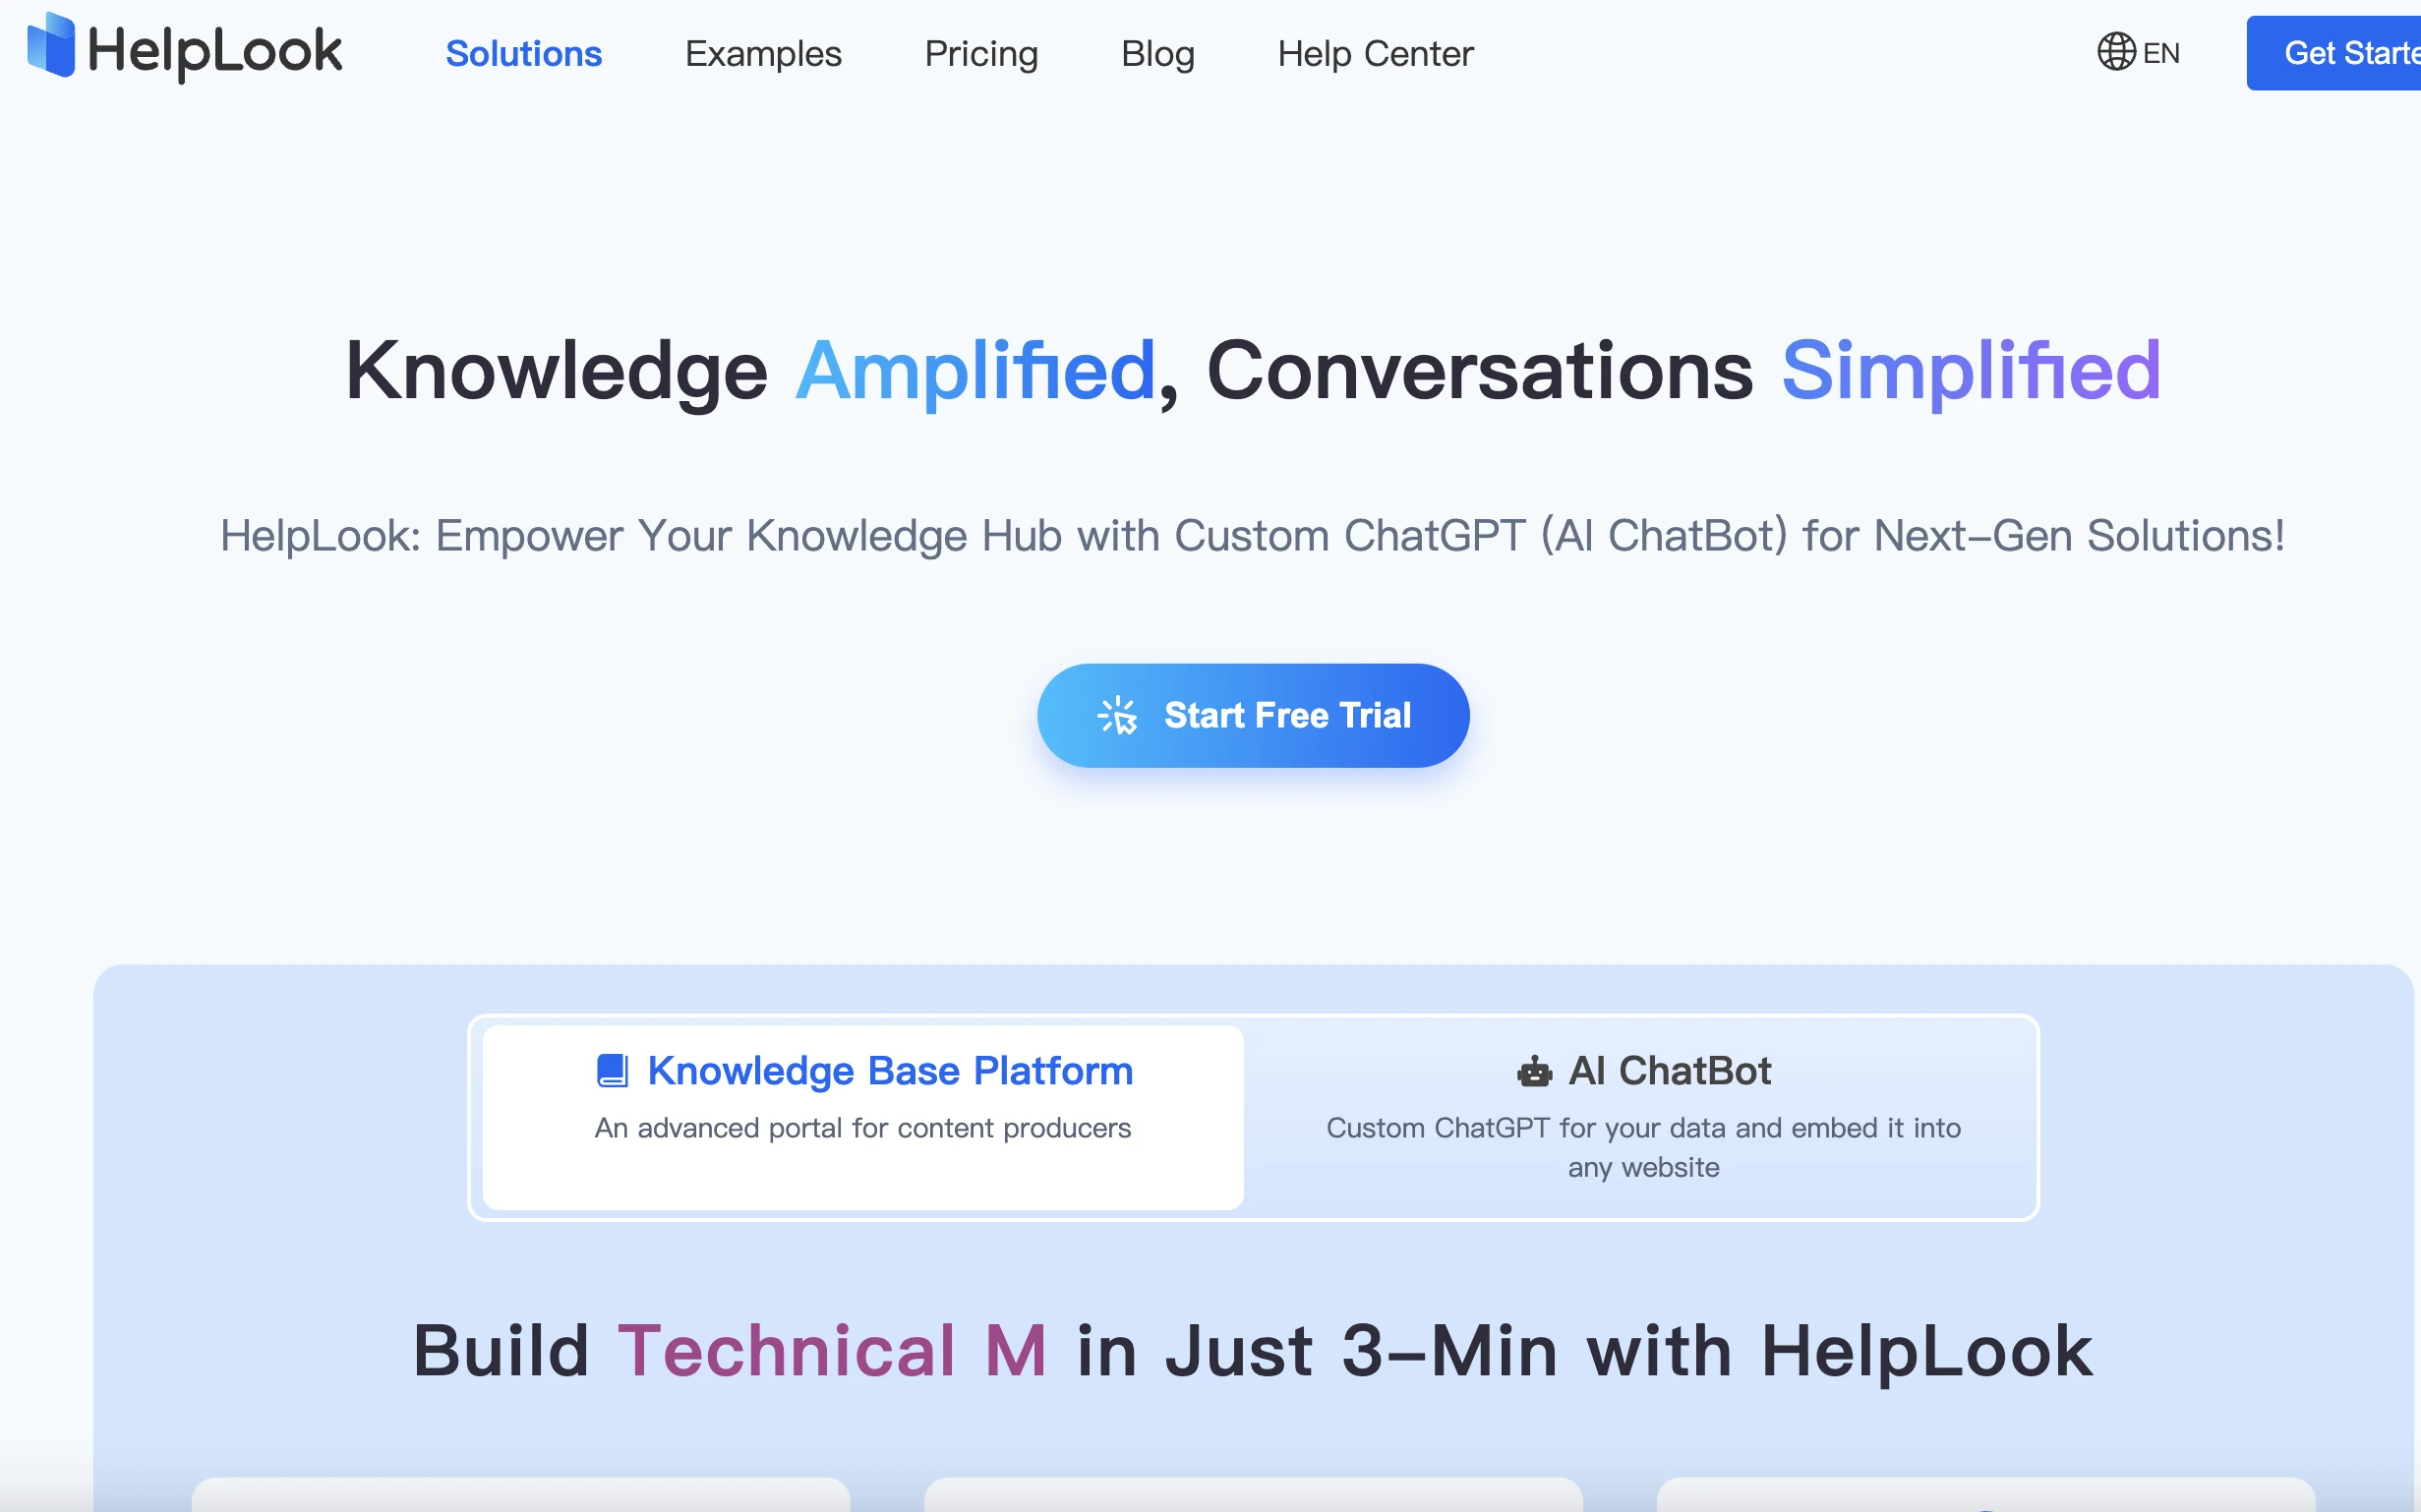 HelpLook
Solutions
Examples
Pricing
Blog
Help Center
EN
Get Starte
Knowledge Amplified, Conversations Simplified
HelpLook: Empower Your Knowledge Hub with Custom ChatGPT (AI ChatBot) for Next-Gen Solutions!
Start Free Trial
Knowledge Base Platform
An advanced portal for content producers
AI ChatBot
Custom ChatGPT for your data and embed it into
any website
Build Technical M in Just 3-Min with HelpLook